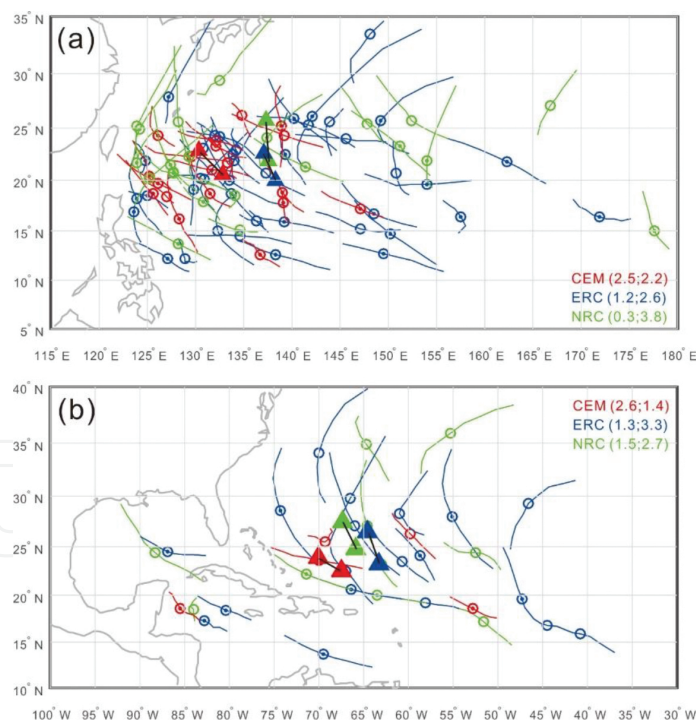 35° N
(a)
30° N
25° N
20° N
15° N
10° N
5° N
CEM (2.5;2.2)
ERC (1.2;2.6)
NRC (0.3;3.8)
115° E 120° E 125° E 130° E 135° E 140° E 145° E 150° E 155° E 160° E 165° E 170° E 175° E 180° E
40° N
(b)
CEM (2.6;1.4)
ERC (1.3;3.3)
NRC (1.5;2.7)
35° N
30° N
25° N
20° N
15° N
10° N
100° W 95° W 90° W 85° W 80° W 75° W 70° W 65° W 60° W 55° W 50° W 45° W 40° W 35° W 30° W